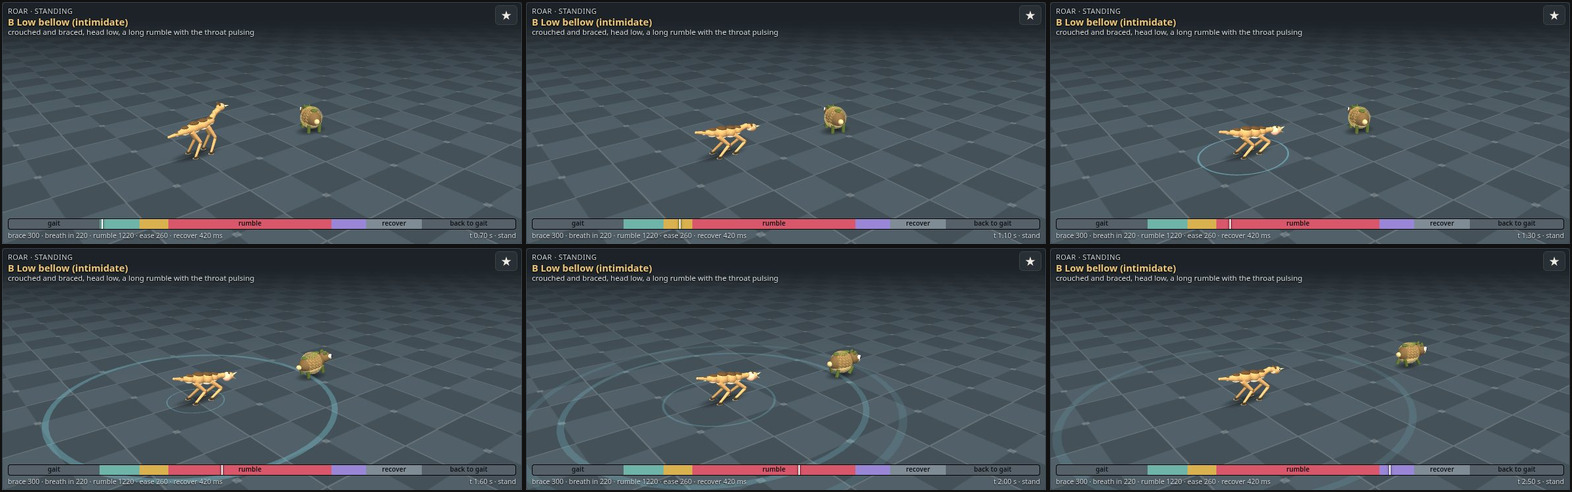 ROAR · STANDING
B Low bellow (intimidate)
crouched and braced, head low, a long rumble with the throat pulsing
gait rumble recover back to gait
brace 300 · breath in 220 · rumble 1220 · ease 260 · recover 420 ms t 0.70 s · stand
ROAR · STANDING
B Low bellow (intimidate)
crouched and braced, head low, a long rumble with the throat pulsing
gait rumble recover back to gait
brace 300 · breath in 220 · rumble 1220 · ease 260 · recover 420 ms t 1.10 s · stand
ROAR · STANDING
B Low bellow (intimidate)
crouched and braced, head low, a long rumble with the throat pulsing
gait rumble recover back to gait
brace 300 · breath in 220 · rumble 1220 · ease 260 · recover 420 ms t 1.30 s · stand
ROAR · STANDING
B Low bellow (intimidate)
crouched and braced, head low, a long rumble with the throat pulsing
gait rumble recover back to gait
brace 300 · breath in 220 · rumble 1220 · ease 260 · recover 420 ms t 1.60 s · stand
ROAR · STANDING
B Low bellow (intimidate)
crouched and braced, head low, a long rumble with the throat pulsing
gait rumble recover back to gait
brace 300 · breath in 220 · rumble 1220 · ease 260 · recover 420 ms t 2.00 s · stand
ROAR · STANDING
B Low bellow (intimidate)
crouched and braced, head low, a long rumble with the throat pulsing
gait rumble recover back to gait
brace 300 · breath in 220 · rumble 1220 · ease 260 · recover 420 ms t 2.50 s · stand